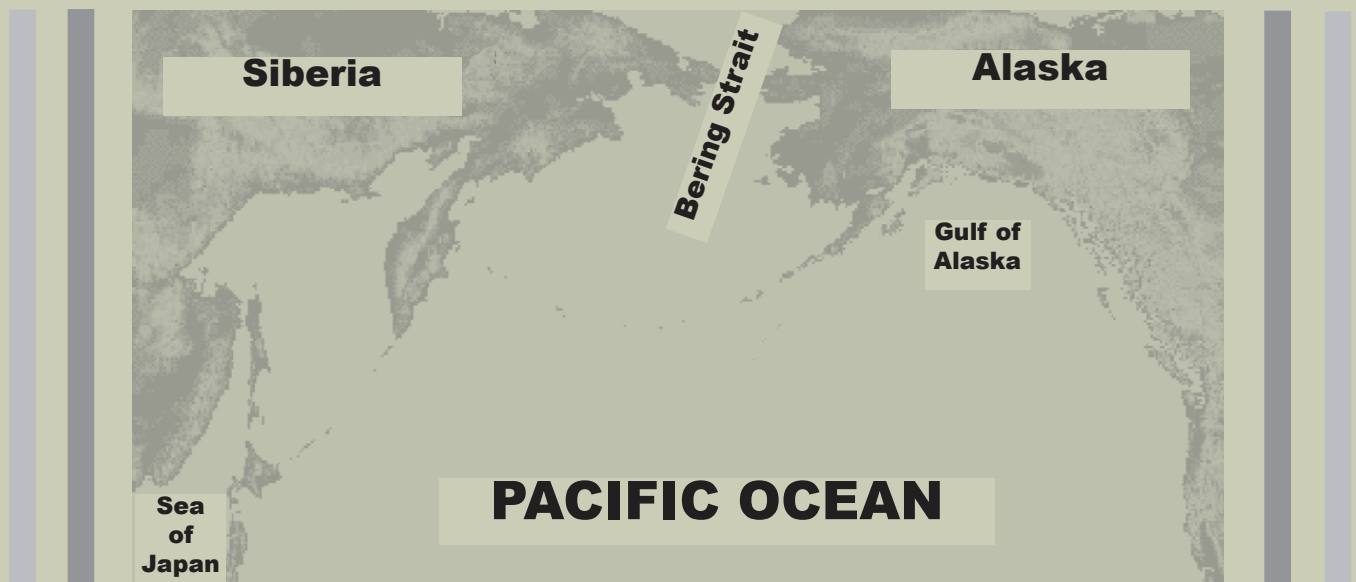 Siberia
Bering Strait
Alaska
Gulf of
Alaska
PACIFIC OCEAN
Sea
of
Japan